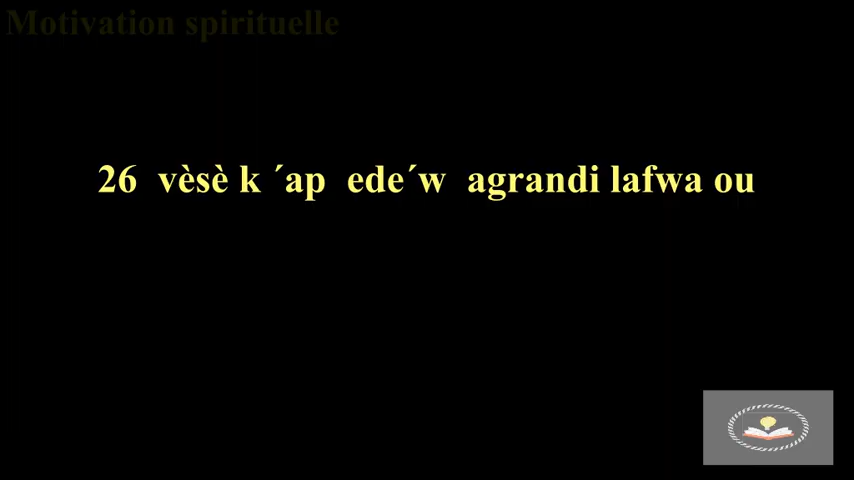 Motivation spirituelle
26 vèsè k ´ap ede´w agrandi lafwa ou